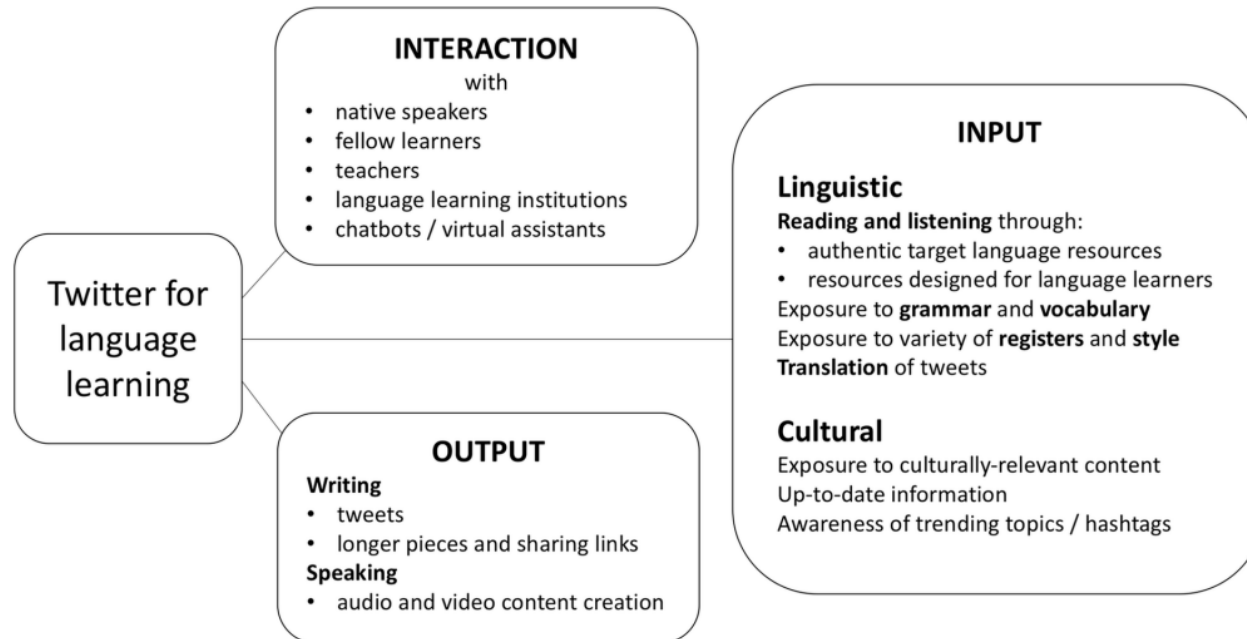 Twitter for
language
learning
INTERACTION
with
• native speakers
• fellow learners
• teachers
• language learning institutions
• chatbots / virtual assistants
OUTPUT
Writing
• tweets
• longer pieces and sharing links
Speaking
• audio and video content creation
INPUT
Linguistic
Reading and listening through:
• authentic target language resources
• resources designed for language learners
Exposure to grammar and vocabulary
Exposure to variety of registers and style
Translation of tweets
Cultural
Exposure to culturally-relevant content
Up-to-date information
Awareness of trending topics / hashtags